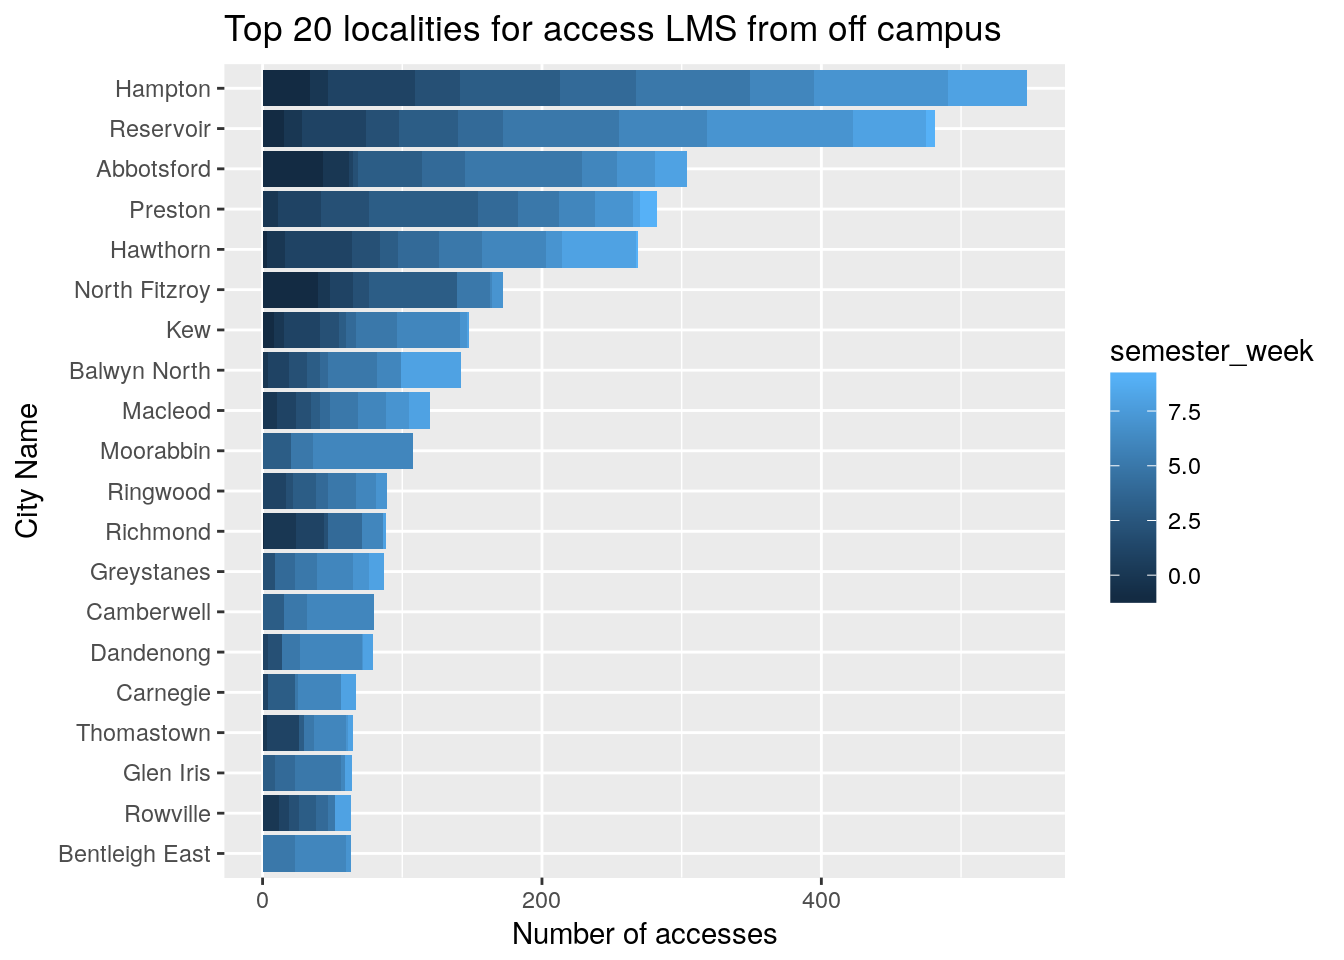 Top 20 localities for access LMS from off campus
City Name
Hampton
Reservoir
Abbotsford
Preston
Hawthorn
North Fitzroy
Kew
Balwyn North
Macleod
Moorabbin
Ringwood
Richmond
Greystanes
Camberwell
Dandenong
Carnegie
Thomastown
Glen Iris
Rowville
Bentleigh East
0 200 400
Number of accesses
semester_week
7.5
5.0
2.5
0.0